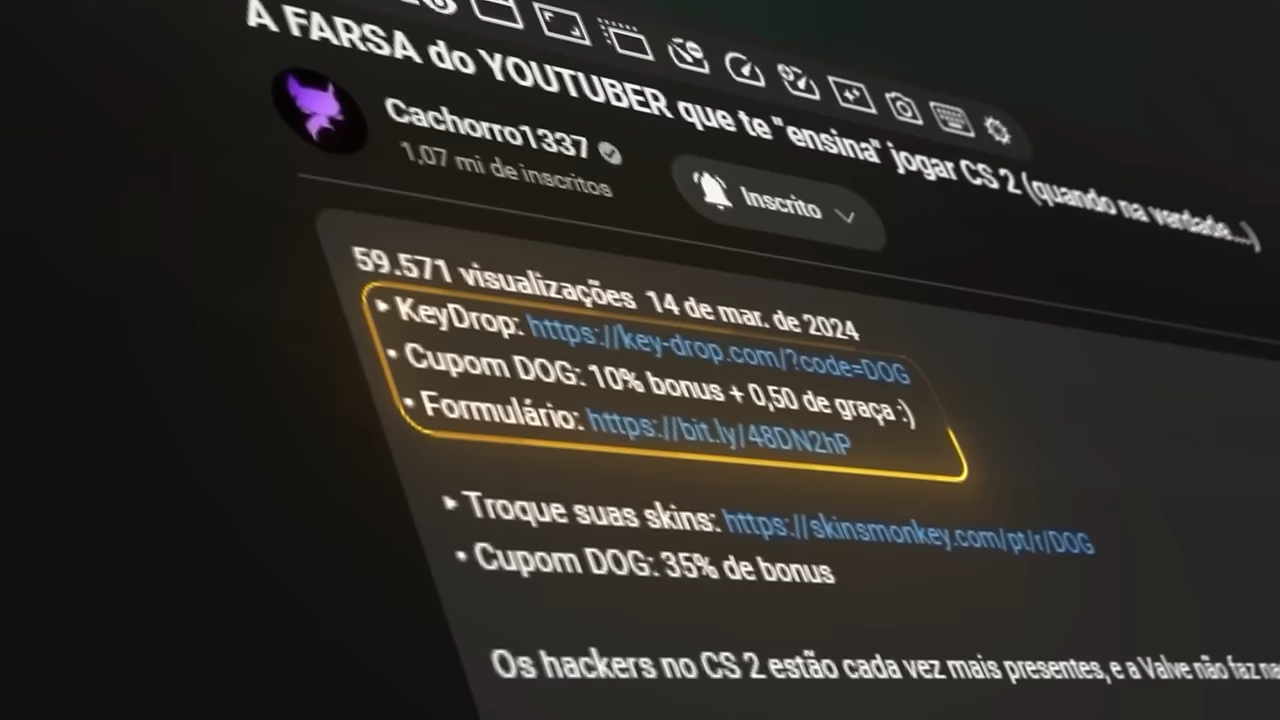 A FARSA do YOUTUBER que te "ensina" jogar CS 2 (quando na verdade...)
Cachorro1337
1,07 mi de inscritos
Inscrito
59.571 visualizações 14 de mar. de 2024
▸ KeyDrop: https://key-drop.com/?code=DOG
• Cupom DOG: 10% bonus + 0,50 de graça :)
• Formulário: https://bit.ly/48DN2hP
▸ Troque suas skins: https://skinsmonkey.com/pt/r/DOG
• Cupom DOG: 35% de bonus
Os hackers no CS 2 estão cada vez mais presentes, e a Valve não faz